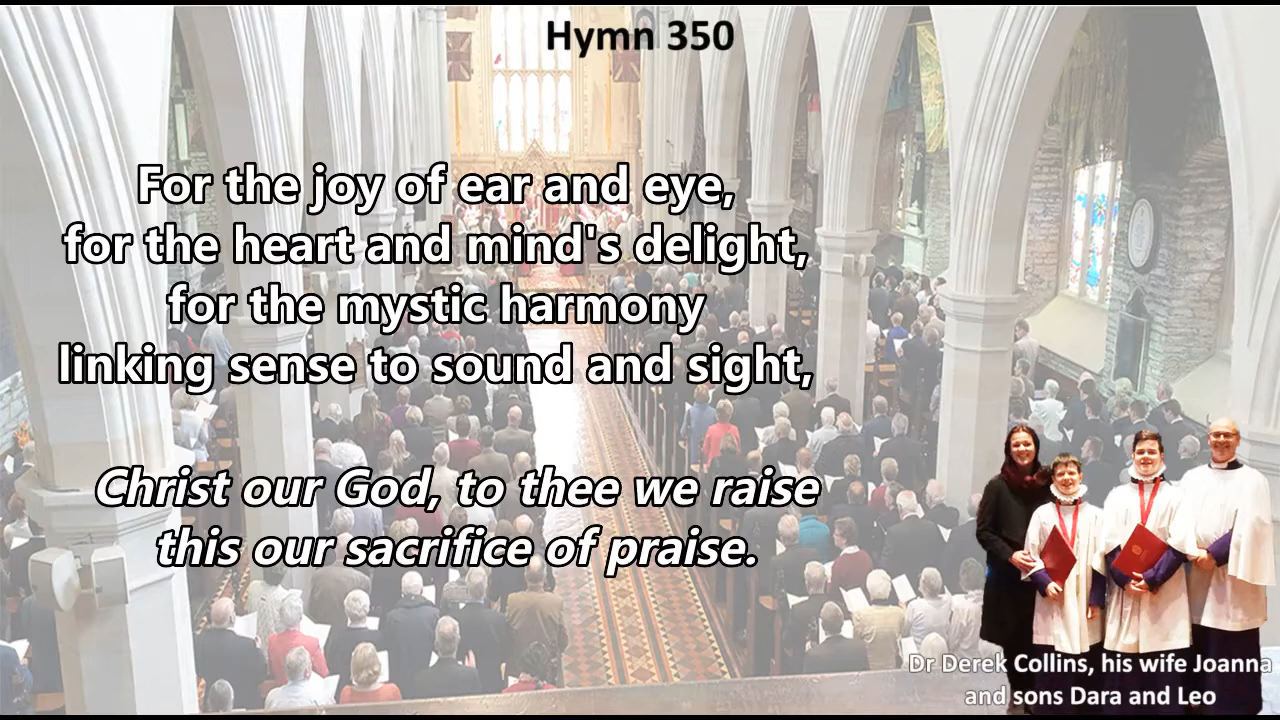 Hymn 350
For the joy of ear and eye,
for the heart and mind's delight,
for the mystic harmony
linking sense to sound and sight,
Christ our God, to thee we raise
this our sacrifice of praise.
Dr Derek Collins, his wife Joanna
and sons Dara and Leo